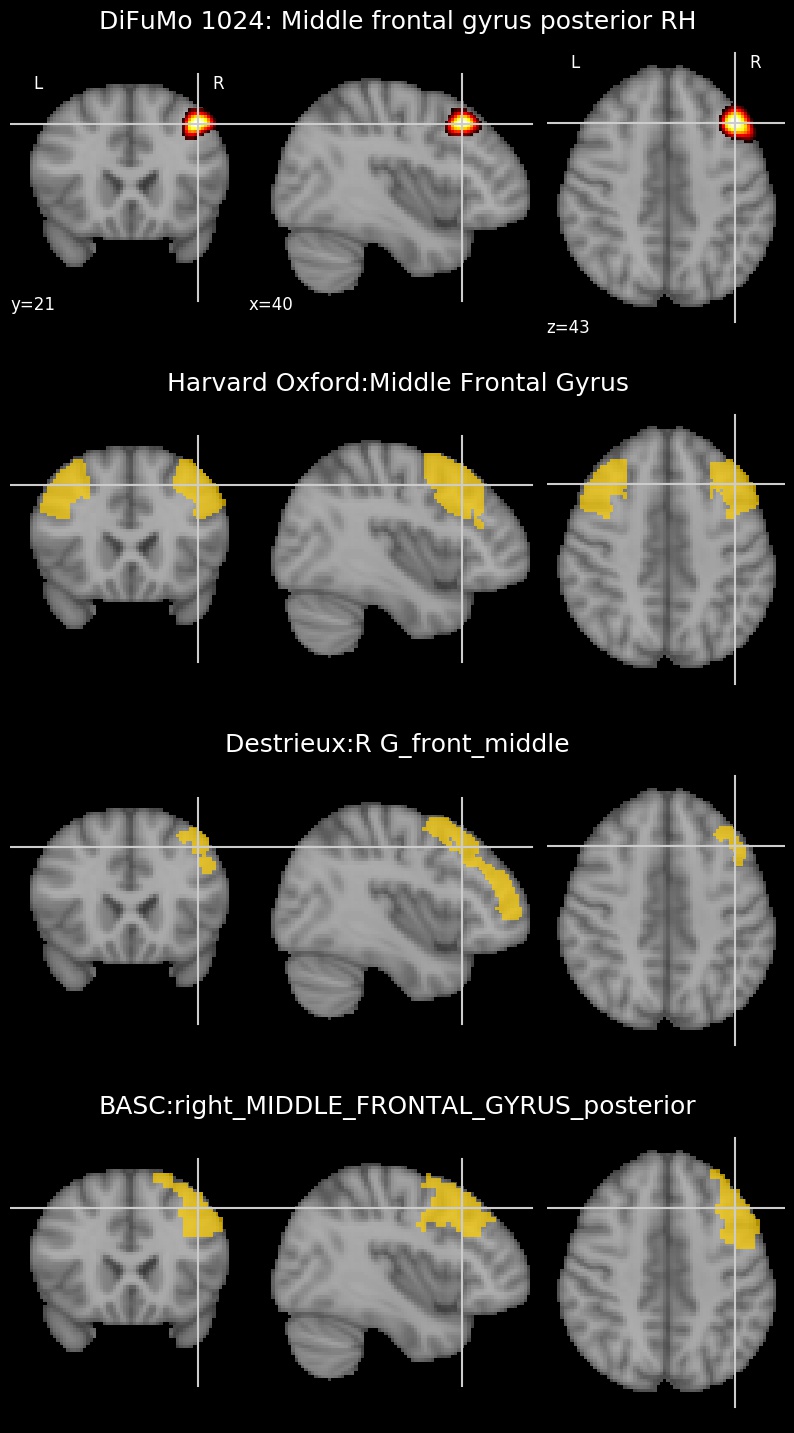 DiFuMo 1024: Middle frontal gyrus posterior RH
L R
L R
y=21
x=40
z=43
Harvard Oxford:Middle Frontal Gyrus
Destrieux:R G_front_middle
BASC:right_MIDDLE_FRONTAL_GYRUS_posterior